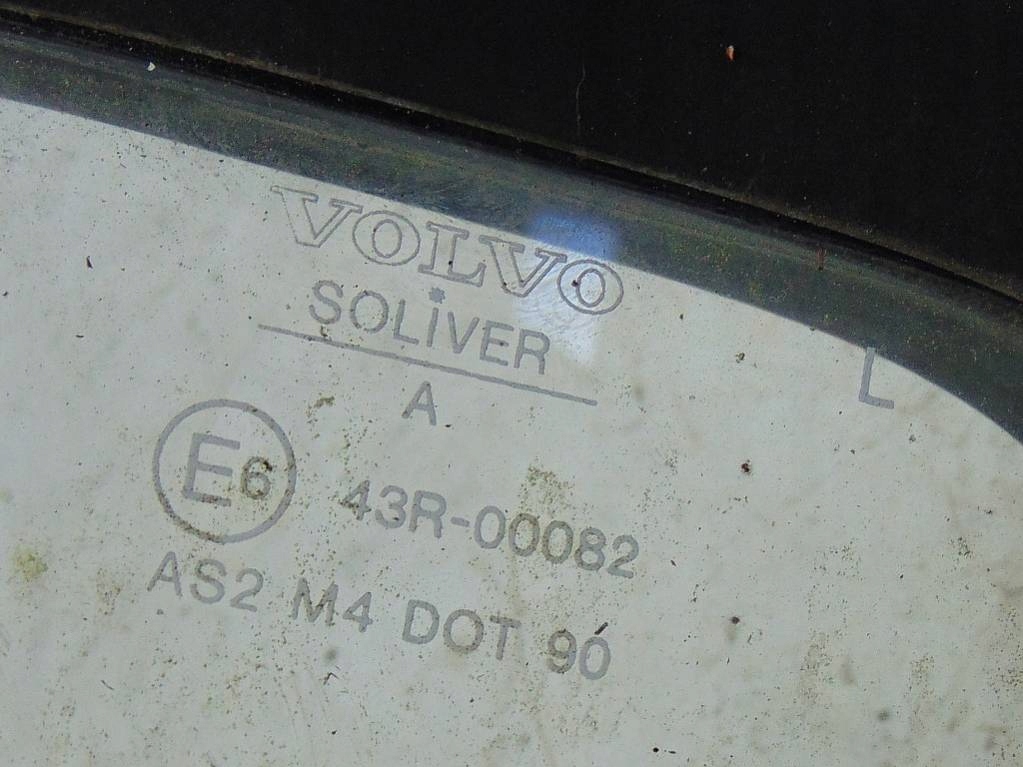 VOLVO
SOLIVER
A
L
E6 43R-00082
AS2 M4 DOT 90